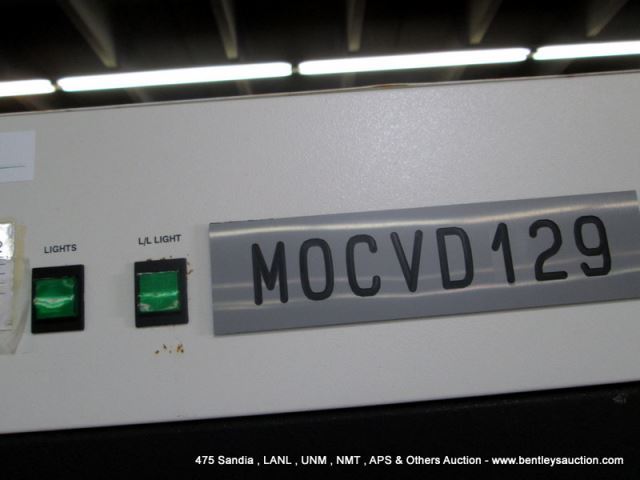 LIGHTS
L/L LIGHT
MOCVD129
475 Sandia , LANL , UNM , NMT , APS & Others Auction - www.bentleysauction.com